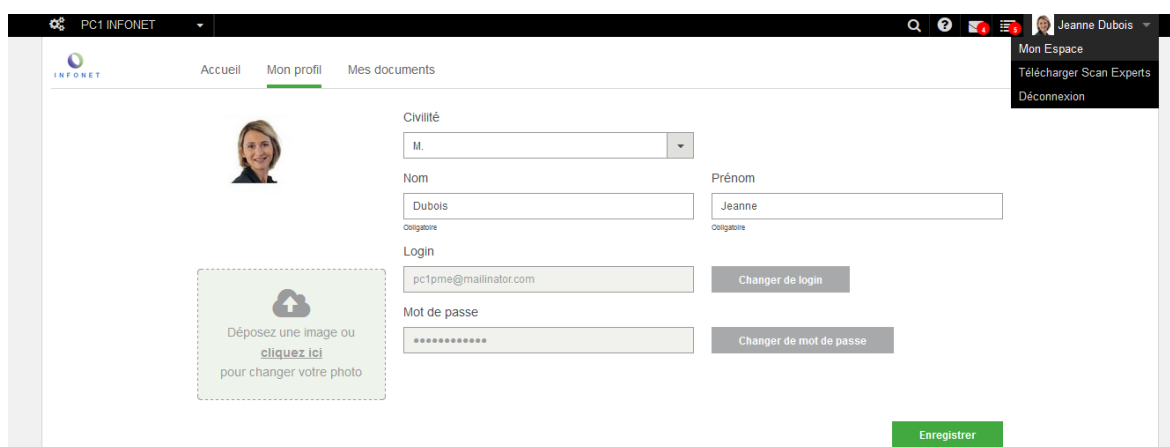 PC1 INFONET
4
5
Jeanne Dubois
Mon Espace
Télécharger Scan Experts
Déconnexion
INFONET
Accueil Mon profil Mes documents
Civilité
M.
Nom Prénom
Dubois Jeanne
Obligatoire Obligatoire
Login
pc1pme@mailinator.com Changer de login
Mot de passe
Changer de mot de passe
Déposez une image ou
cliquez ici
pour changer votre photo
Enregistrer